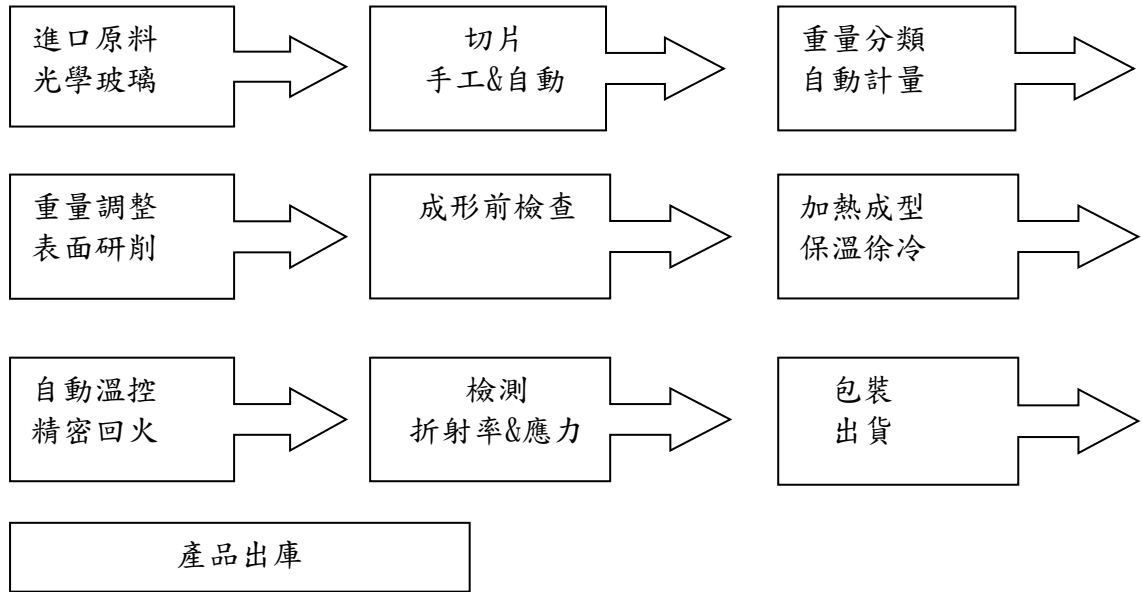 進口原料
光學玻璃
切片
手工&自動
重量分類
自動計量
重量調整
表面研削
成形前檢查
加熱成型
保溫徐冷
自動溫控
精密回火
檢測
折射率&應力
包裝
出貨
產品出庫